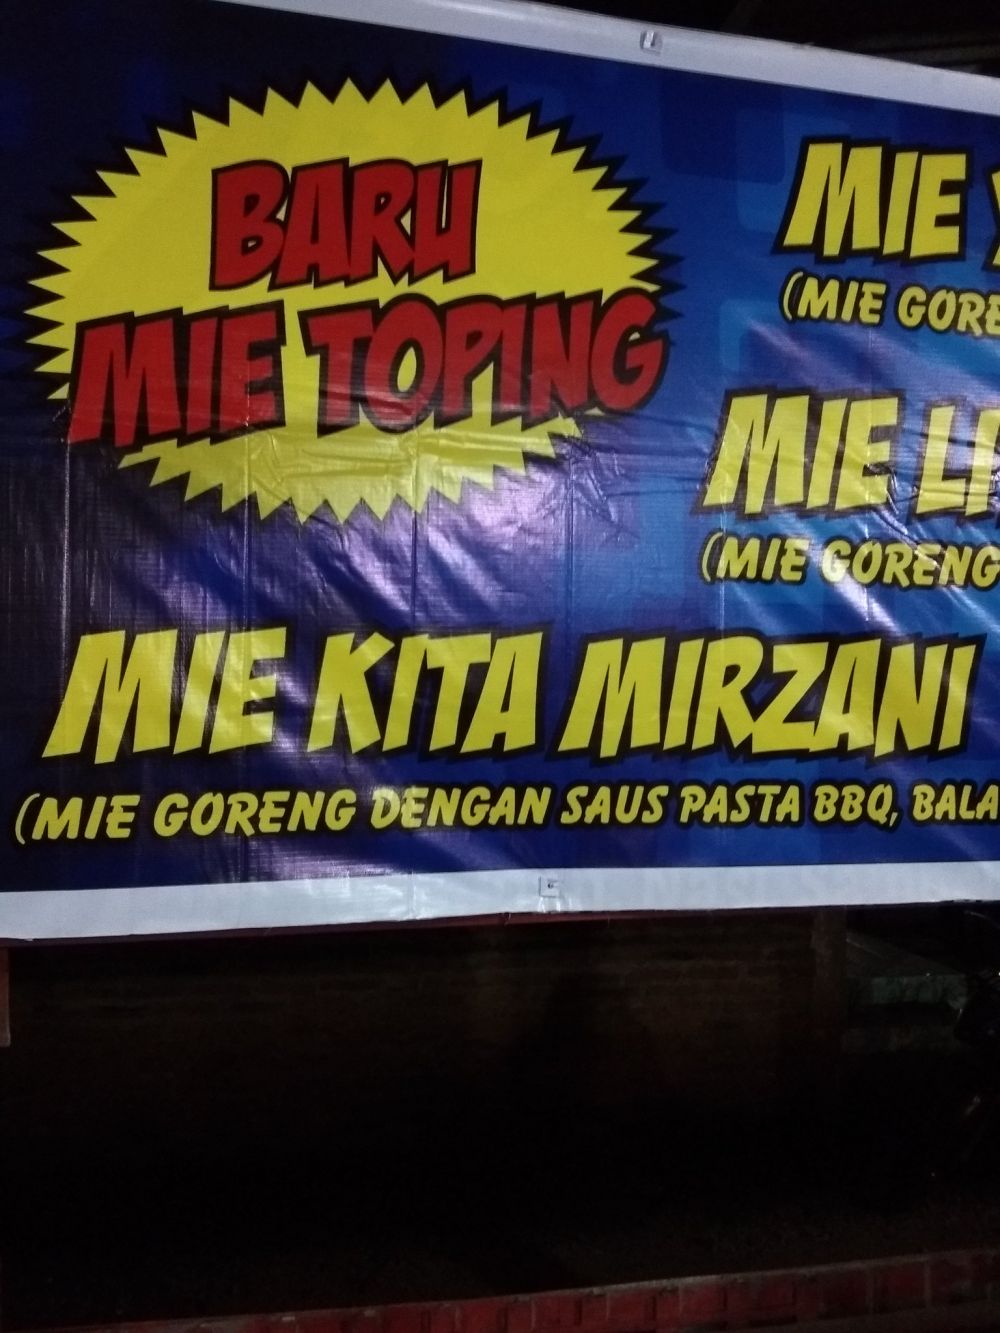 BARU
MIE TOPING
MIE
(MIE GORE
MIE LI
(MIE GORENG
MIE KITA MIRZANI
(MIE GORENG DENGAN SAUS PASTA BBQ, BALA